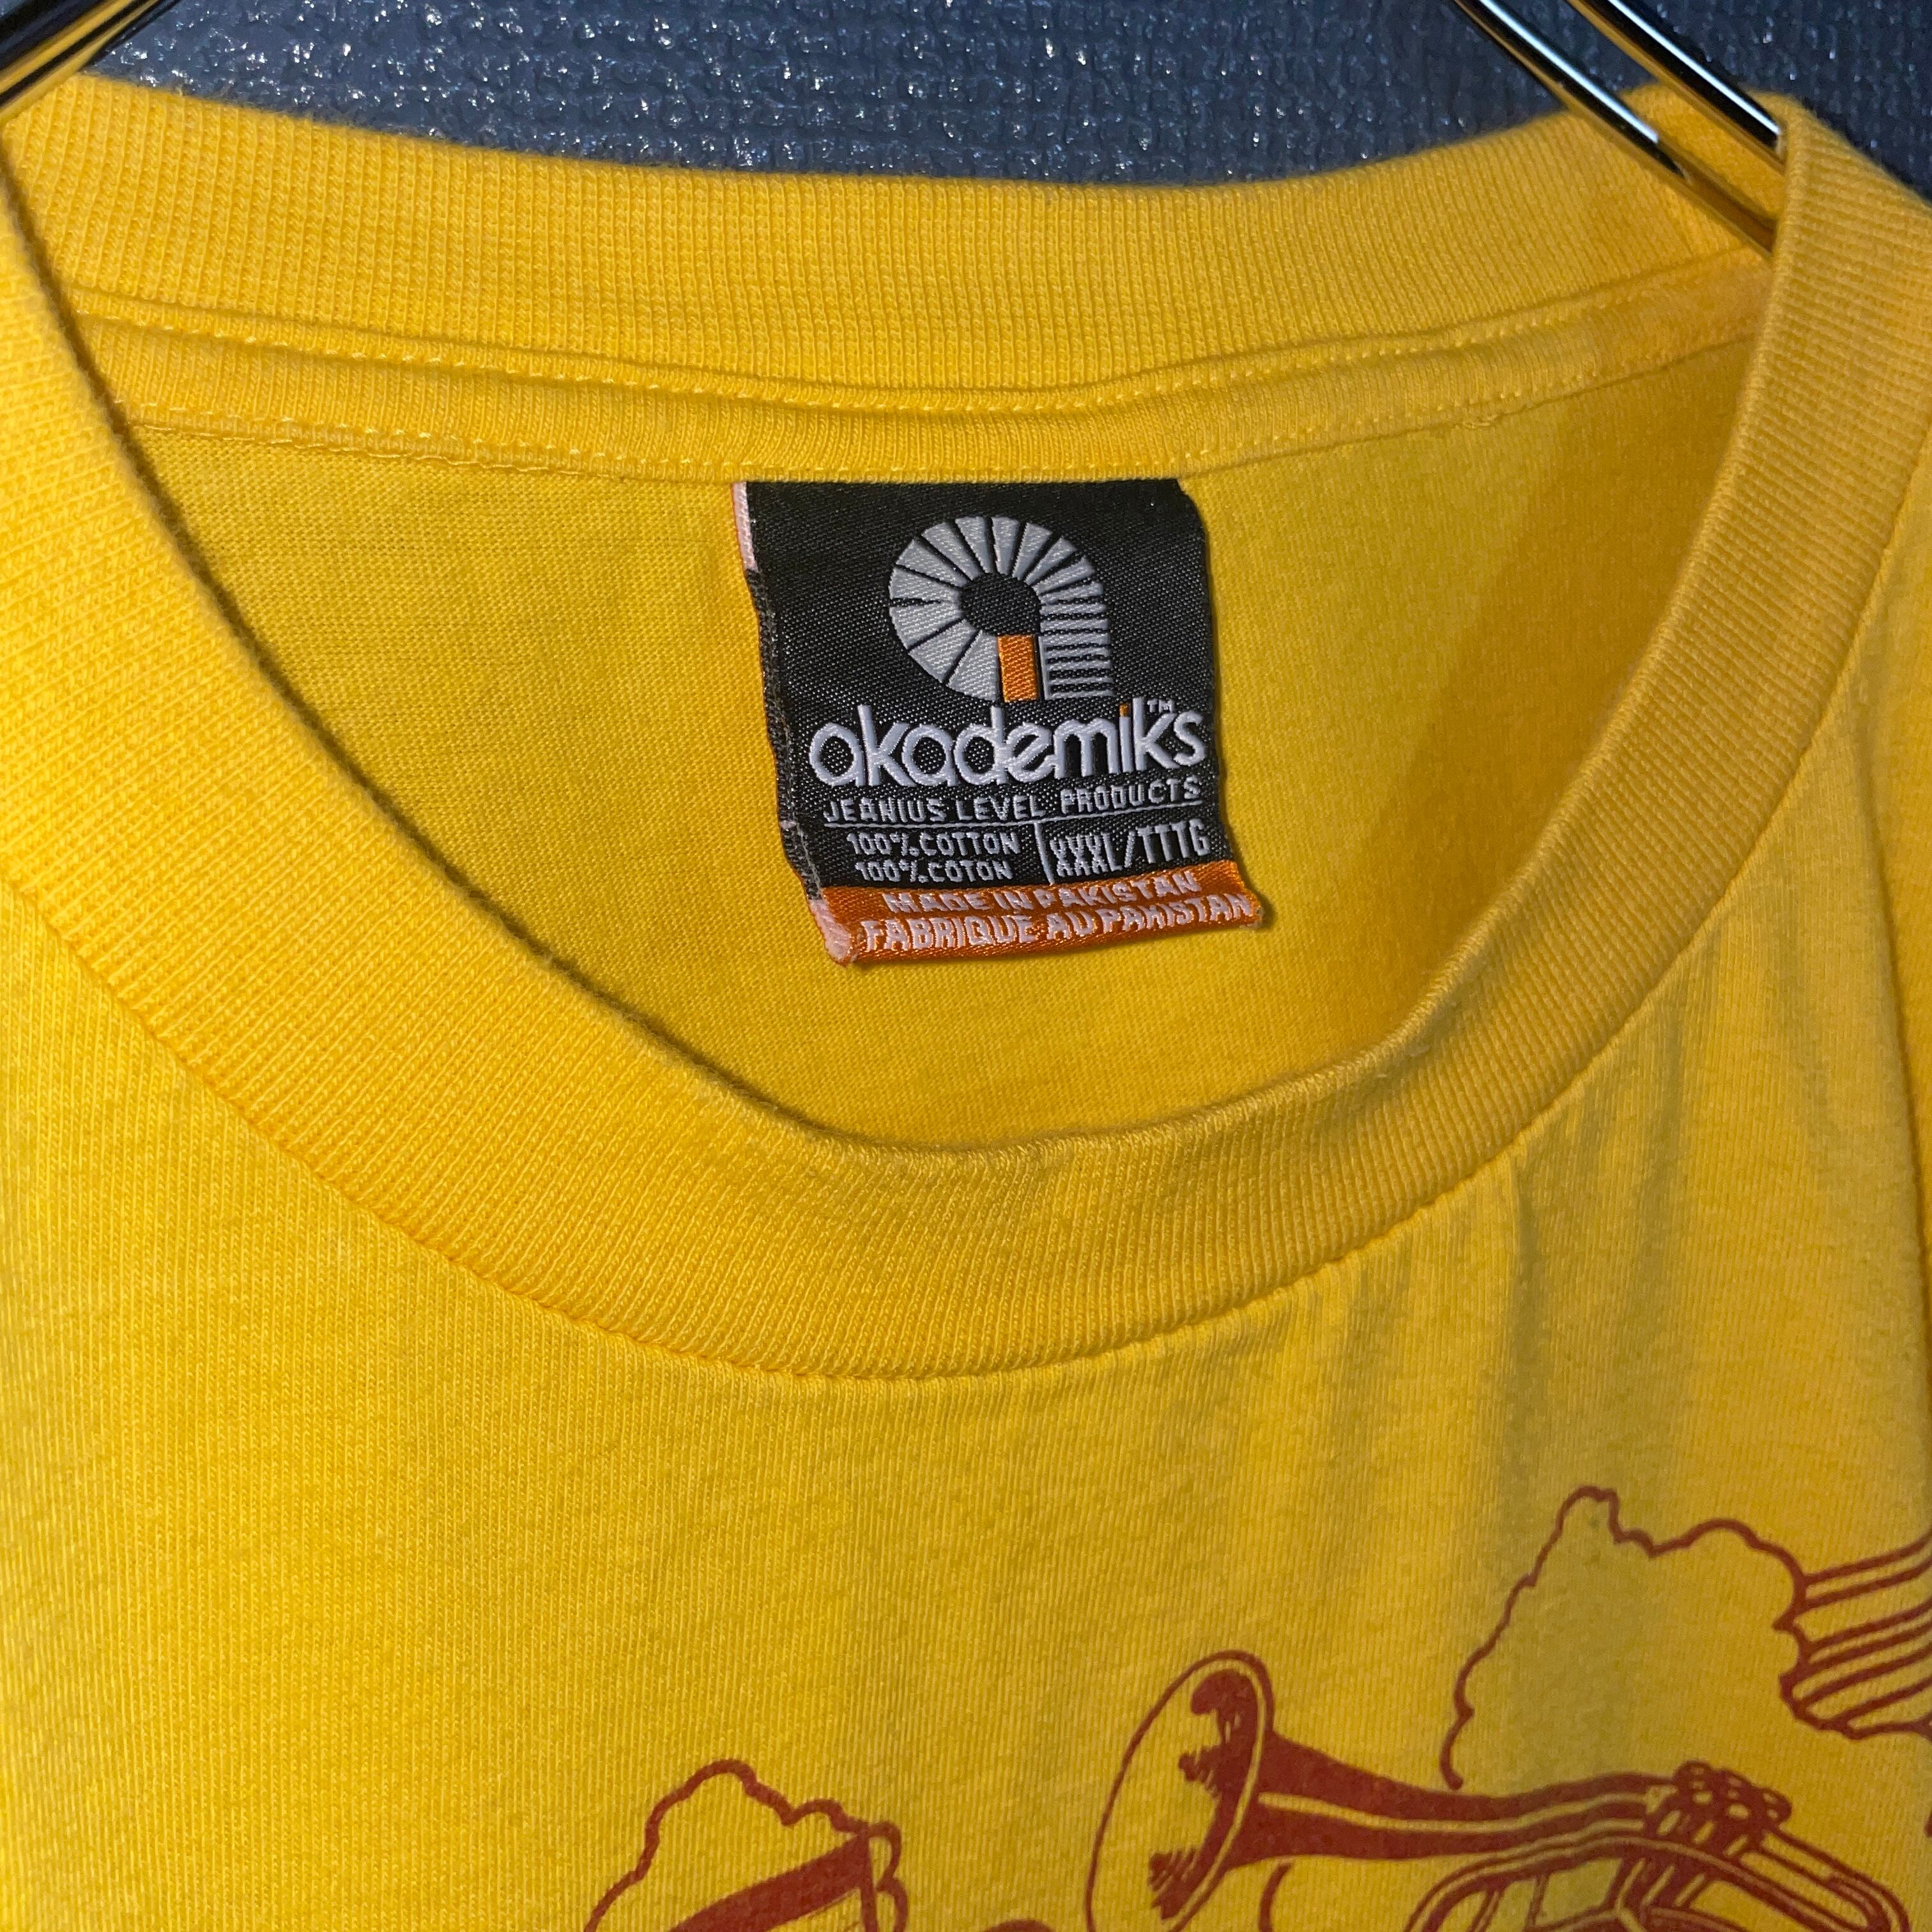 akademiks™
JEANIUS LEVEL PRODUCTS
100% COTTON
100% COTON
XXXL/TTTG
MADE IN PAKISTAN
FABRIQUE AU PAKISTAN